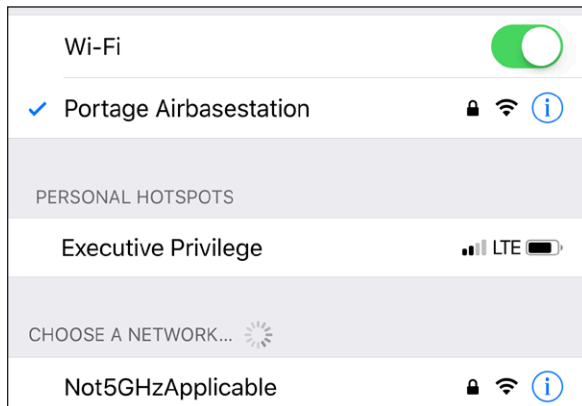 Wi-Fi
Portage Airbasestation
PERSONAL HOTSPOTS
Executive Privilege LTE
CHOOSE A NETWORK...
Not5GHzApplicable